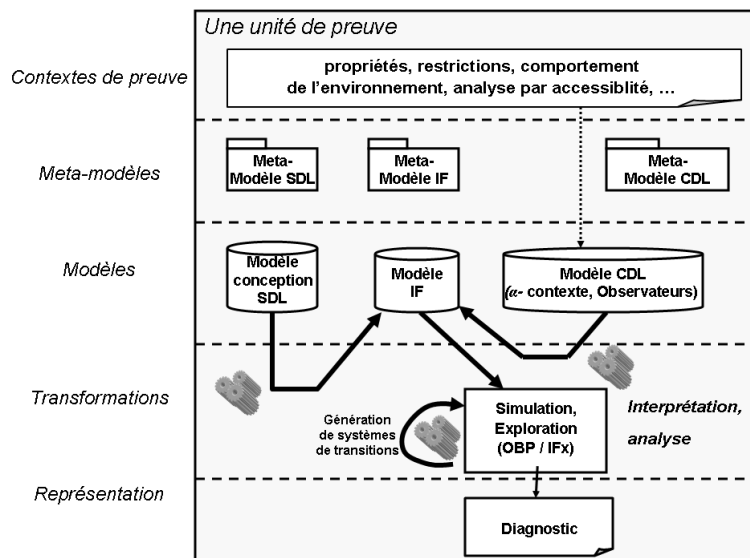 Une unité de preuve
Contextes de preuve
propriétés, restrictions, comportement
de l'environnement, analyse par accessiblité, ...
Meta-modèles
Meta-
Modèle SDL
Meta-
Modèle IF
Meta-
Modèle CDL
Modèles
Modèle
conception
SDL
Modèle
IF
Modèle CDL
(α- contexte, Observateurs)
Transformations
Génération
de systèmes
de transitions
Simulation,
Exploration
(OBP / IFx)
Interprétation,
analyse
Représentation
Diagnostic